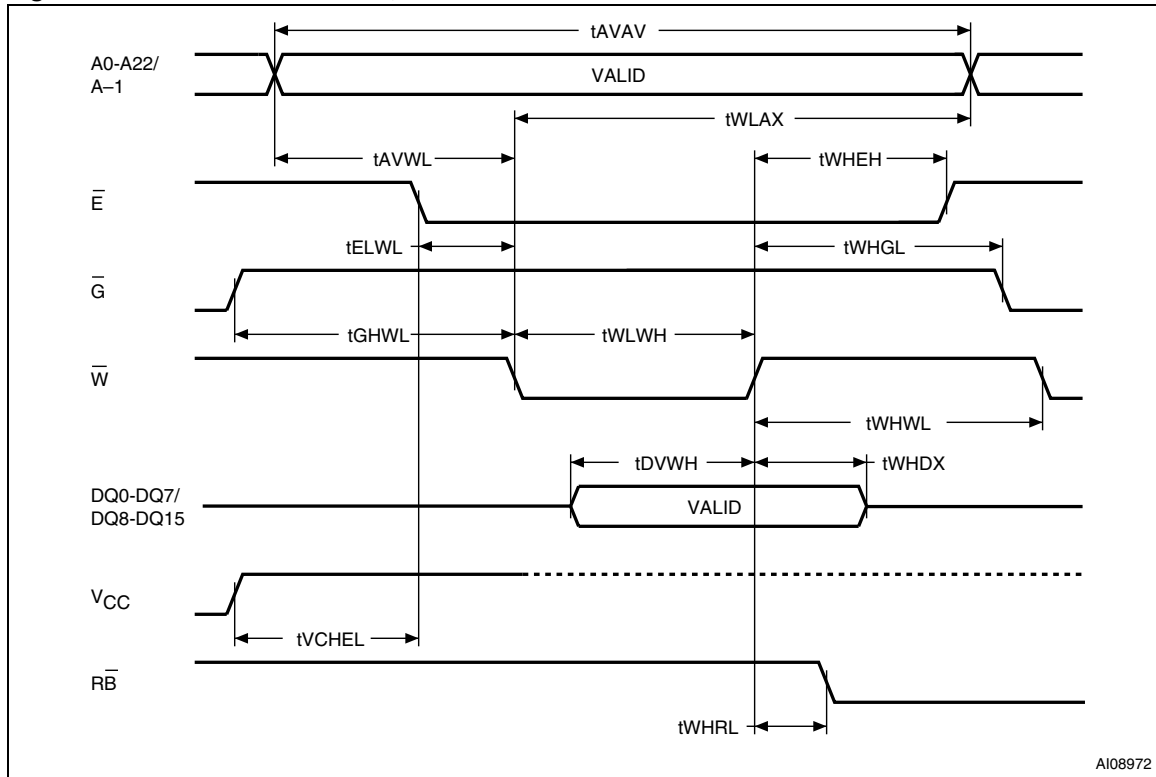 tAVAV
A0-A22/
A–1
VALID
tWLAX
tAVWL
tWHEH
E̅
tELWL
tWHGL
G̅
tGHWL
tWLWH
W̅
tWHWL
tDVWH
tWHDX
DQ0-DQ7/
DQ8-DQ15
VALID
VCC
tVCHEL
RB̅
tWHRL
AI08972